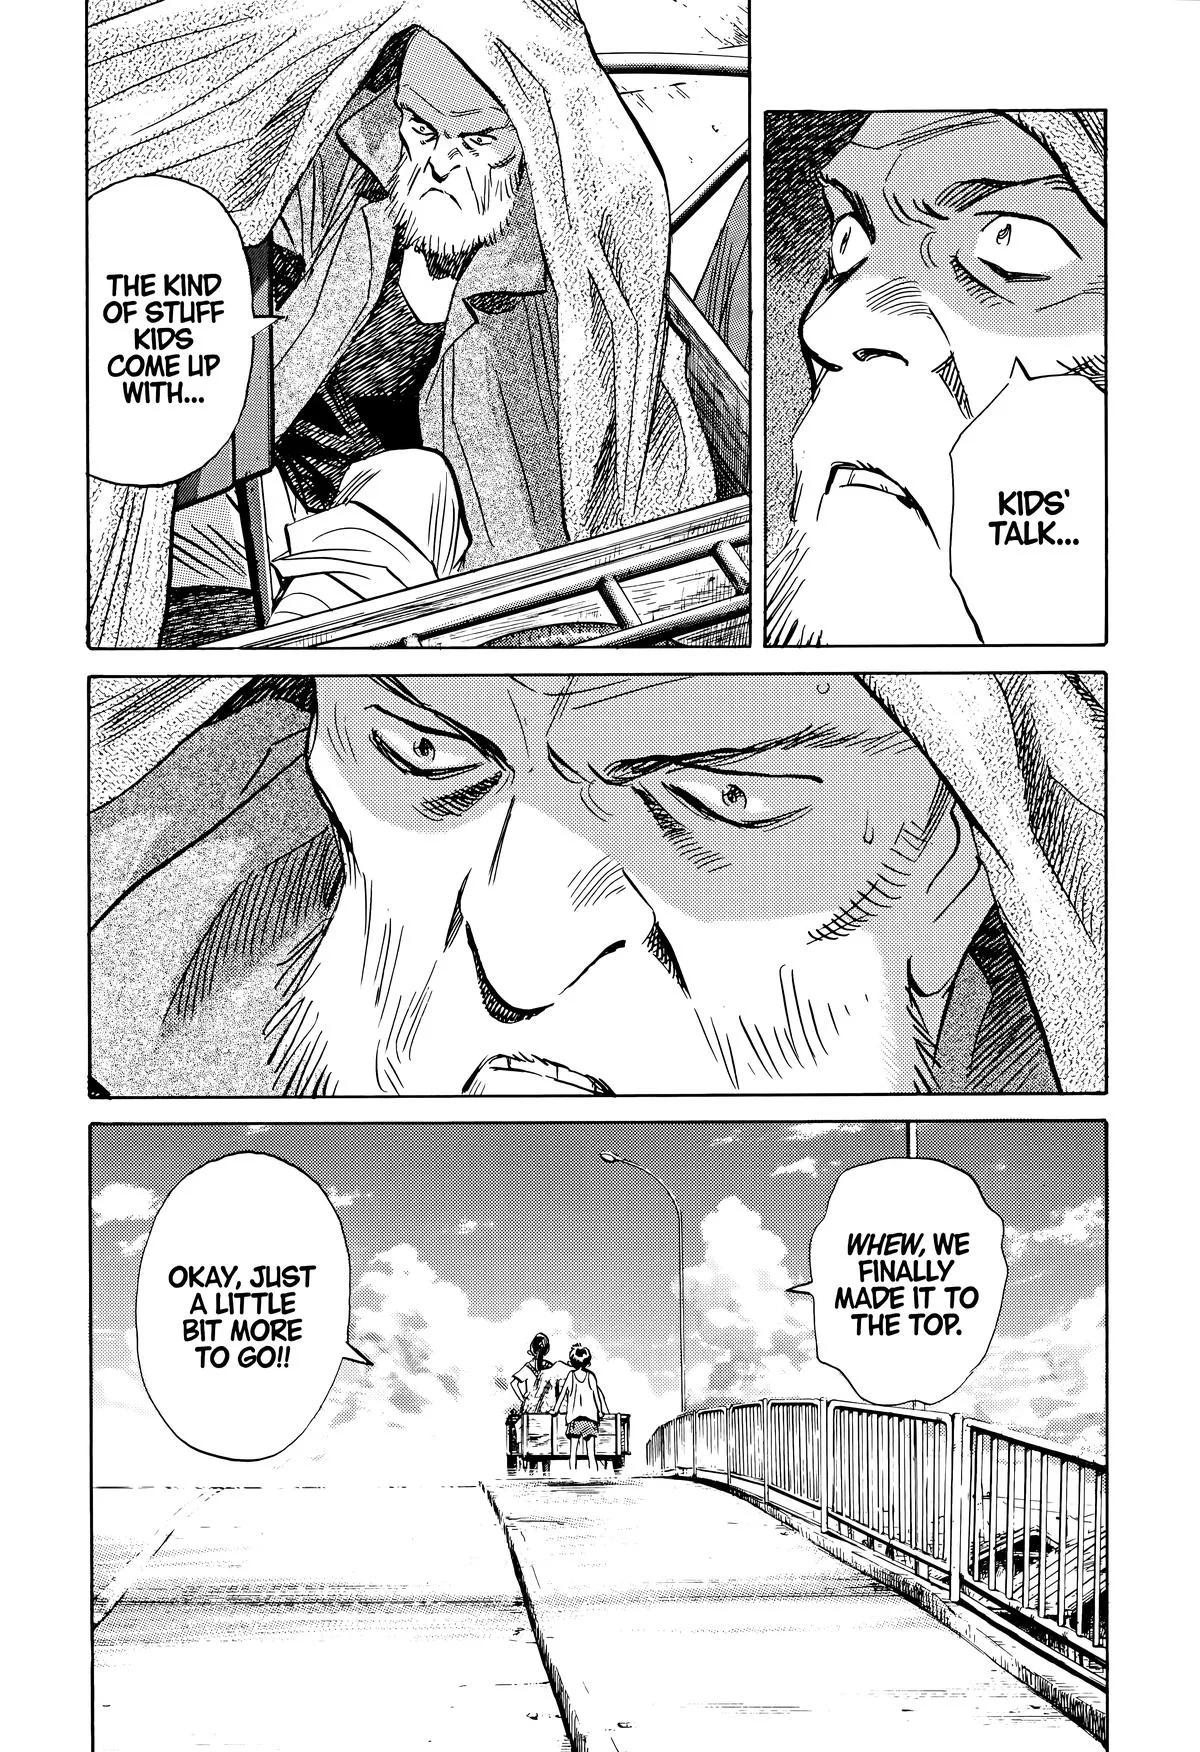 KIDS'
TALK...
THE KIND
OF STUFF
KIDS
COME UP
WITH...
WHEW, WE
FINALLY
MADE IT TO
THE TOP.
OKAY, JUST
A LITTLE
BIT MORE
TO GO!!